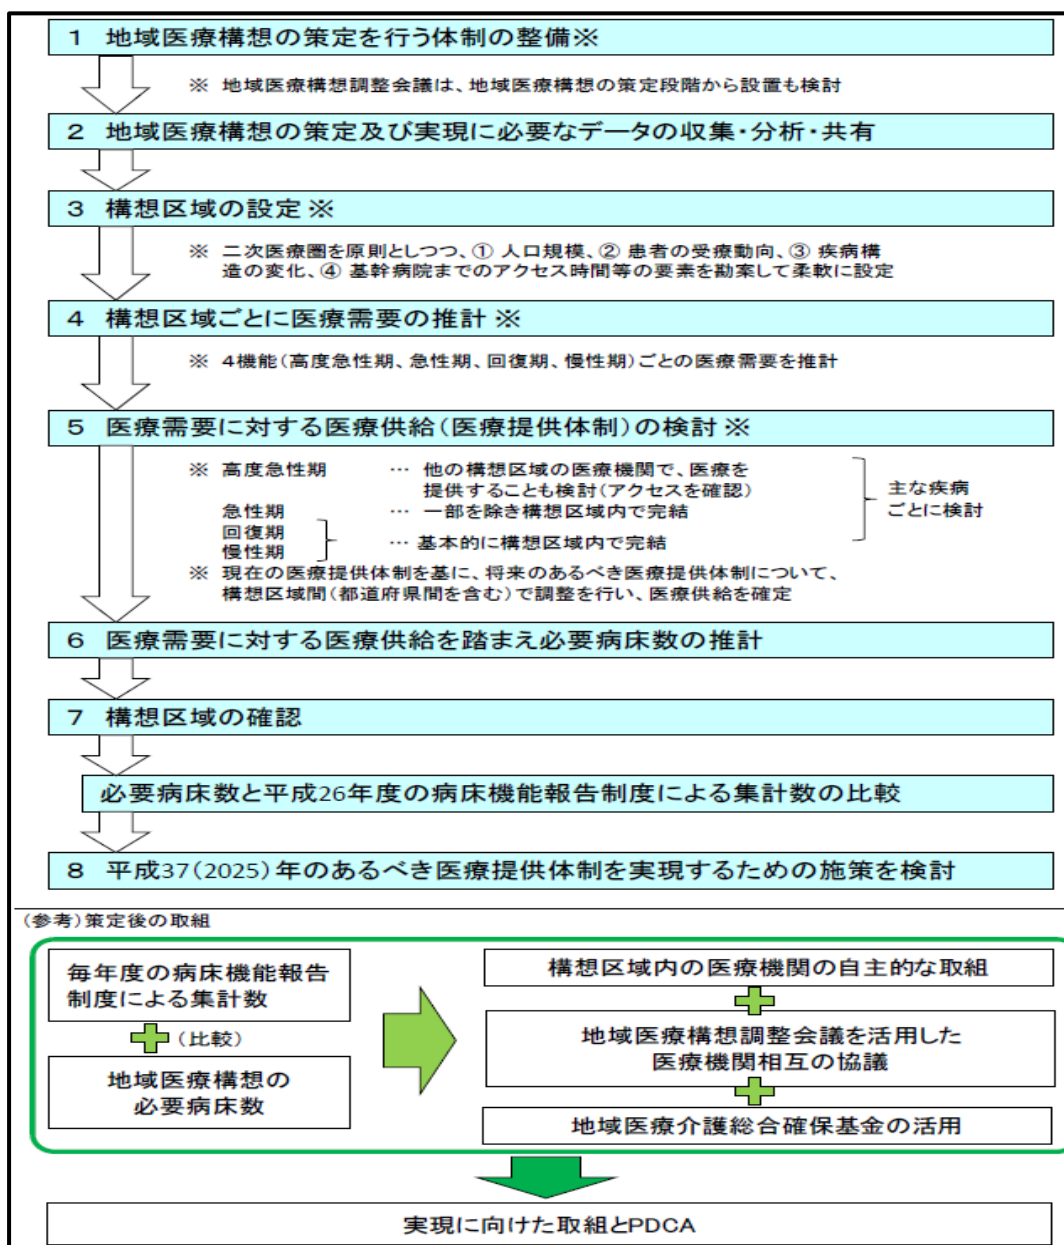 1 地域医療構想の策定を行う体制の整備※
※ 地域医療構想調整会議は、地域医療構想の策定段階から設置も検討
2 地域医療構想の策定及び実現に必要なデータの収集・分析・共有
3 構想区域の設定※
※ 二次医療圏を原則としつつ、① 人口規模、② 患者の受療動向、③ 疾病構
造の変化、④ 基幹病院までのアクセス時間等の要素を勘案して柔軟に設定
4 構想区域ごとに医療需要の推計※
※ 4機能(高度急性期、急性期、回復期、慢性期)ごとの医療需要を推計
5 医療需要に対する医療供給(医療提供体制)の検討※
※ 高度急性期 … 他の構想区域の医療機関で、医療を
提供することも検討(アクセスを確認)
急性期 … 一部を除き構想区域内で完結
回復期
慢性期
… 基本的に構想区域内で完結
主な疾病
ごとに検討
※ 現在の医療提供体制を基に、将来のあるべき医療提供体制について、
構想区域間(都道府県間を含む)で調整を行い、医療供給を確定
6 医療需要に対する医療供給を踏まえ必要病床数の推計
7 構想区域の確認
必要病床数と平成26年度の病床機能報告制度による集計数の比較
8 平成37(2025)年のあるべき医療提供体制を実現するための施策を検討
(参考)策定後の取組
毎年度の病床機能報告
制度による集計数
(比較)
地域医療構想の
必要病床数
構想区域内の医療機関の自主的な取組
地域医療構想調整会議を活用した
医療機関相互の協議
地域医療介護総合確保基金の活用
実現に向けた取組とPDCA